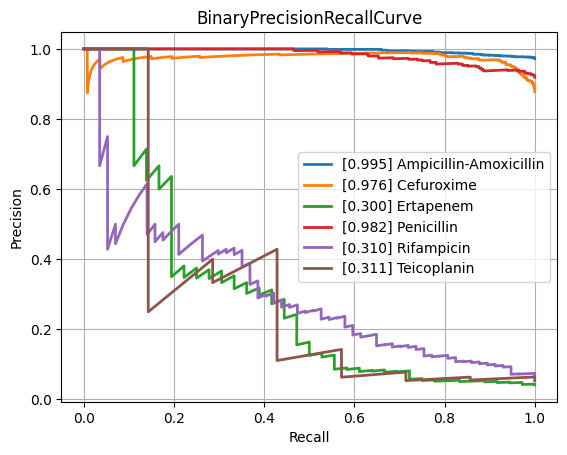 BinaryPrecisionRecallCurve
Precision
1.0
0.8
0.6
0.4
0.2
0.0
[0.995] Ampicillin-Amoxicillin
[0.976] Cefuroxime
[0.300] Ertapenem
[0.982] Penicillin
[0.310] Rifampicin
[0.311] Teicoplanin
0.0 0.2 0.4 0.6 0.8 1.0
Recall